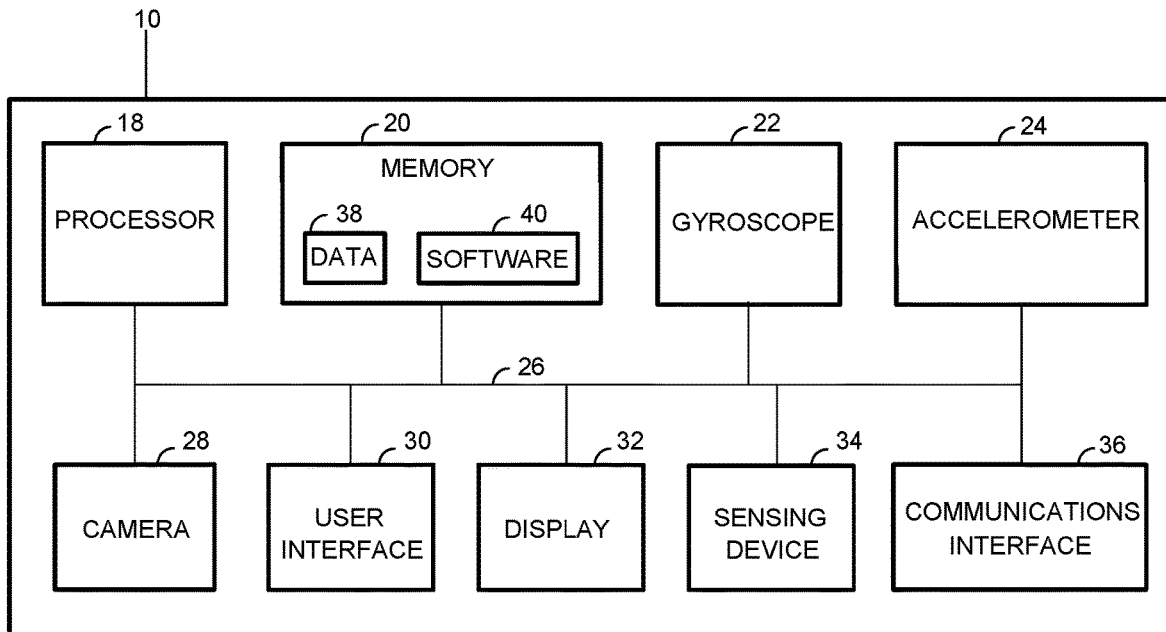 10
18
20
22
24
PROCESSOR
MEMORY
38
DATA
40
SOFTWARE
GYROSCOPE
ACCELEROMETER
26
28
30
32
34
36
CAMERA
USER
INTERFACE
DISPLAY
SENSING
DEVICE
COMMUNICATIONS
INTERFACE